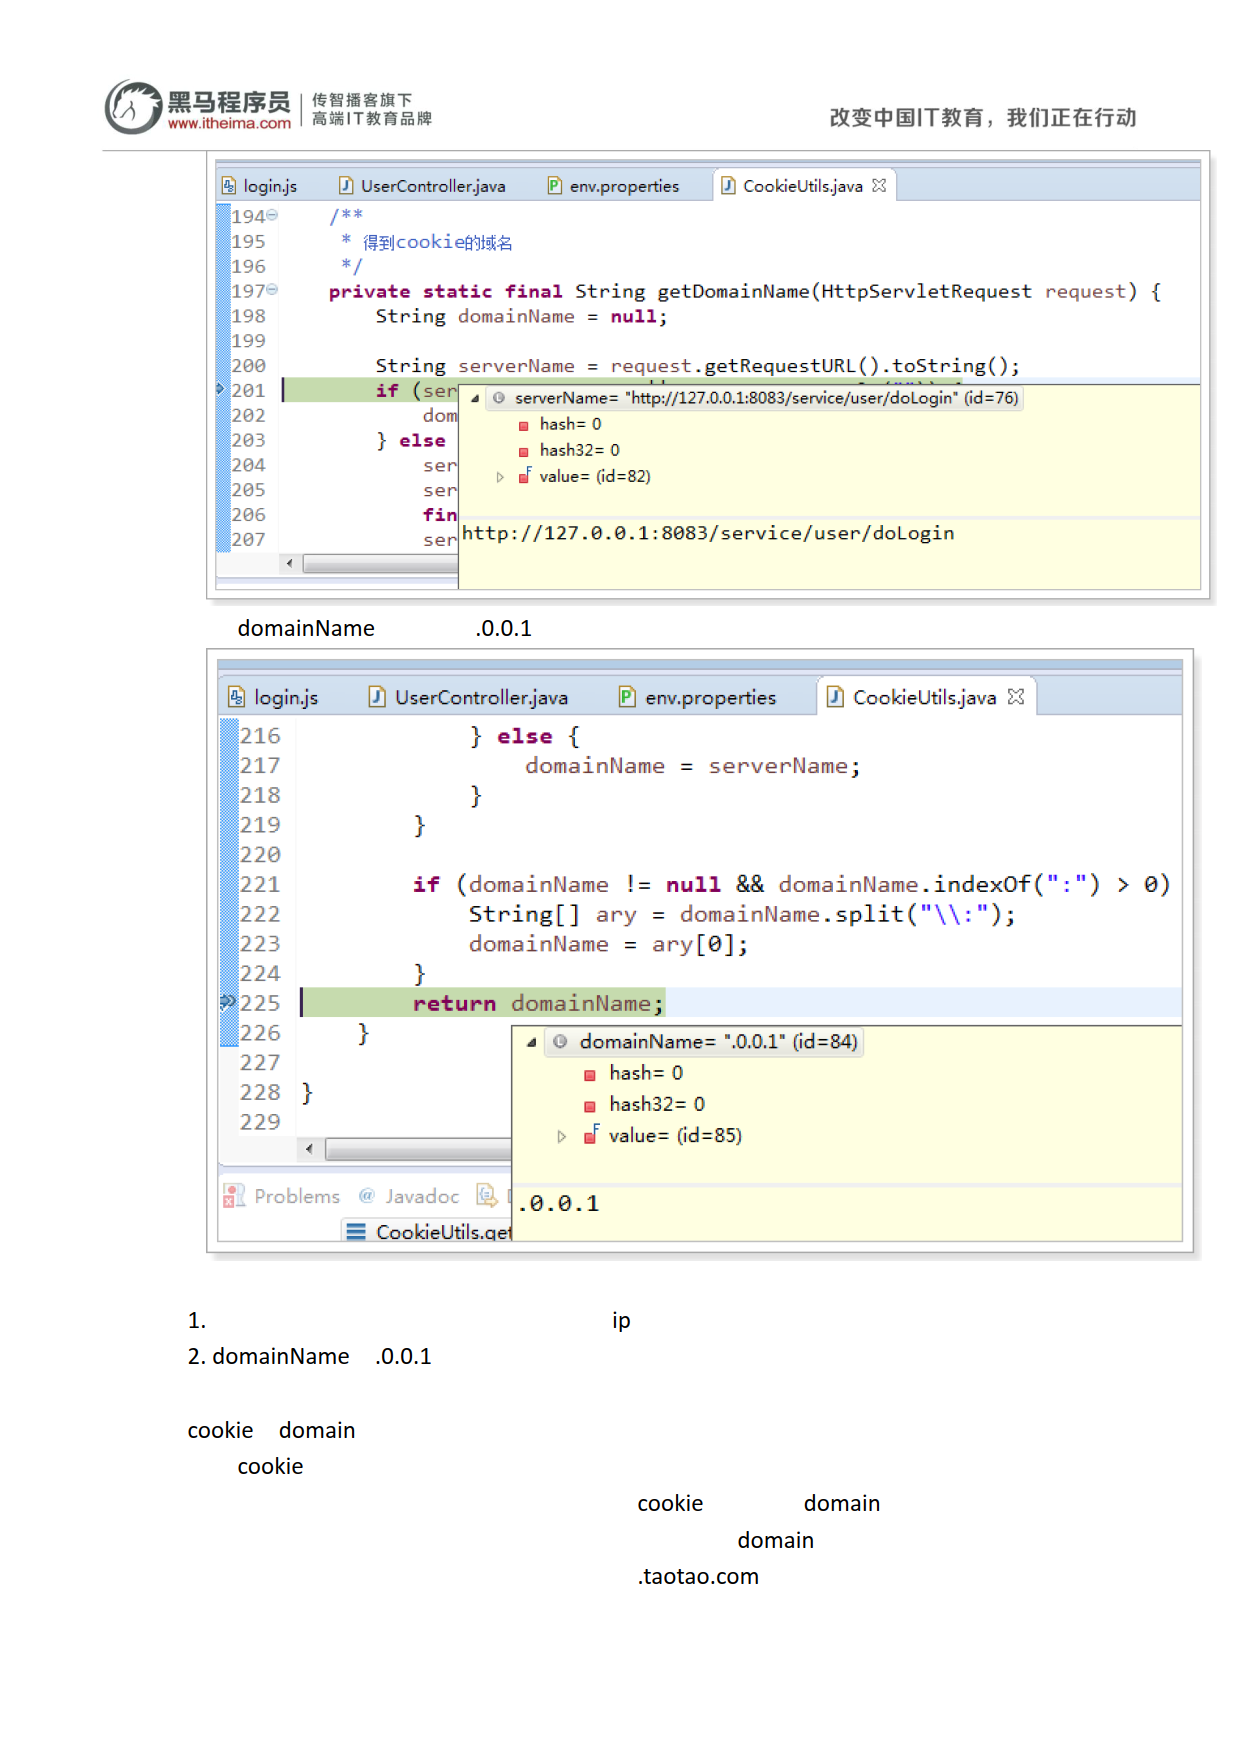 黑马程序员 传智播客旗下
www.itheima.com 高端IT教育品牌
改变中国IT教育，我们正在行动
login.js UserController.java env.properties CookieUtils.java
194 /**
195 * 得到cookie的域名
196 */
197 private static final String getDomainName(HttpServletRequest request) {
198 String domainName = null;
199
200 String serverName = request.getRequestURL().toString();
201 if (ser
202 dom
203 } else
204 ser
205 ser
206 fin
207 ser
serverName= "http://127.0.0.1:8083/service/user/doLogin" (id=76)
hash= 0
hash32= 0
value= (id=82)
http://127.0.0.1:8083/service/user/doLogin
domainName .0.0.1
login.js UserController.java env.properties CookieUtils.java
216 } else {
217 domainName = serverName;
218 }
219 }
220
221 if (domainName != null && domainName.indexOf(":") > 0)
222 String[] ary = domainName.split("\\:");
223 domainName = ary[0];
224 }
225 return domainName;
226 }
227
228 }
229
domainName= ".0.0.1" (id=84)
hash= 0
hash32= 0
value= (id=85)
.0.0.1
Problems @ Javadoc
CookieUtils.get
1. ip
2. domainName .0.0.1
cookie domain
cookie
cookie domain
domain
.taotao.com